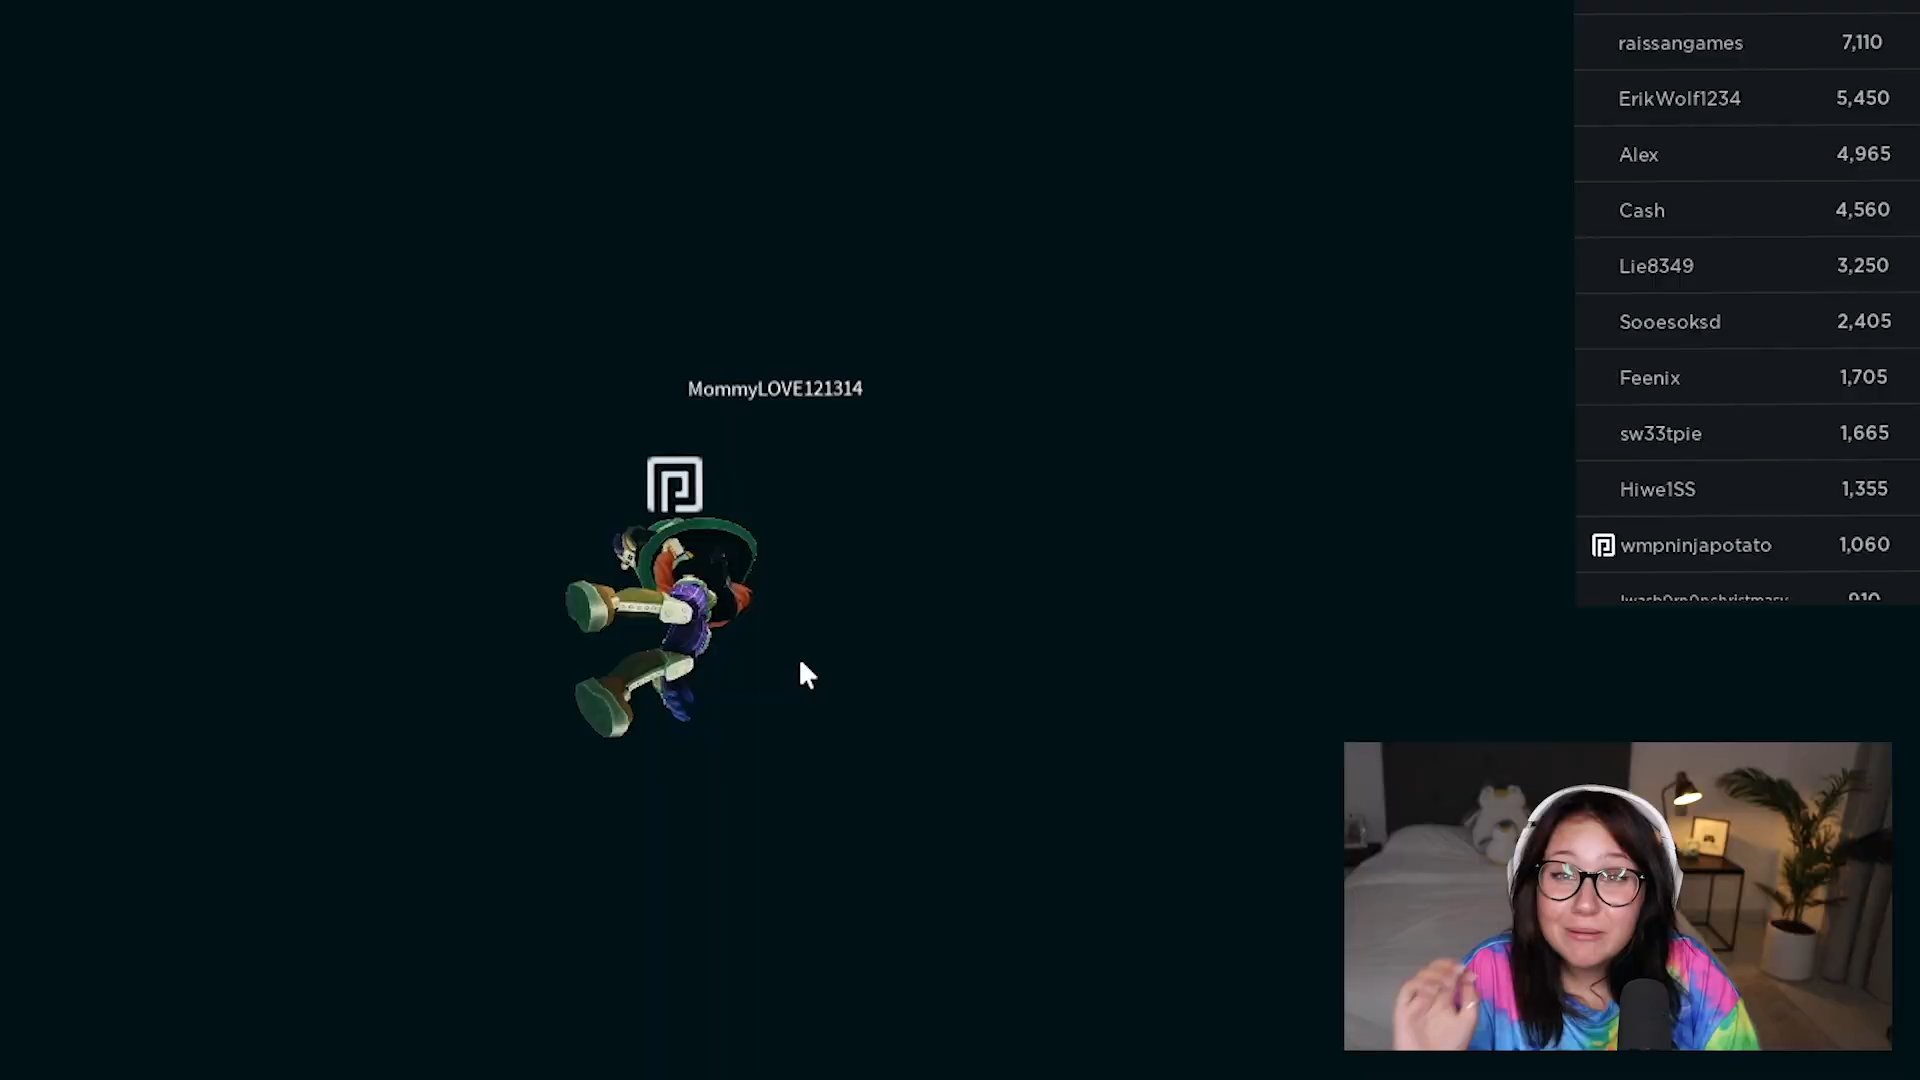 raissangames 7,110
ErikWolf1234 5,450
Alex 4,965
Cash 4,560
Lie8349 3,250
Sooesoksd 2,405
Feenix 1,705
sw33tpie 1,665
Hiwe1SS 1,355
wmpninjapotato 1,060
910
MommyLOVE121314